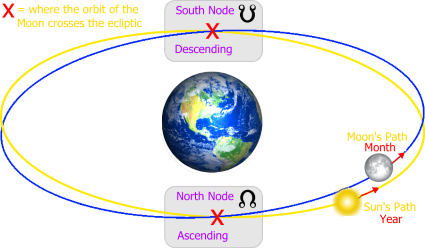 X = where the orbit of the
Moon crosses the ecliptic
South Node ☋
X
Descending
Moon's Path
Month
North Node ☊
X
Ascending
Sun's Path
Year